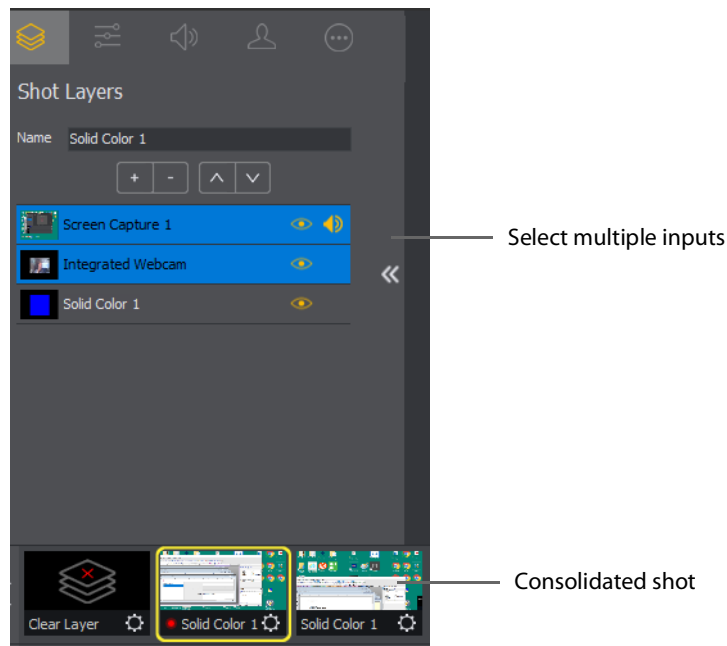 Shot Layers
Name Solid Color 1
+ -
Screen Capture 1
Select multiple inputs
Integrated Webcam
Solid Color 1
Consolidated shot
Clear Layer Solid Color 1 Solid Color 1